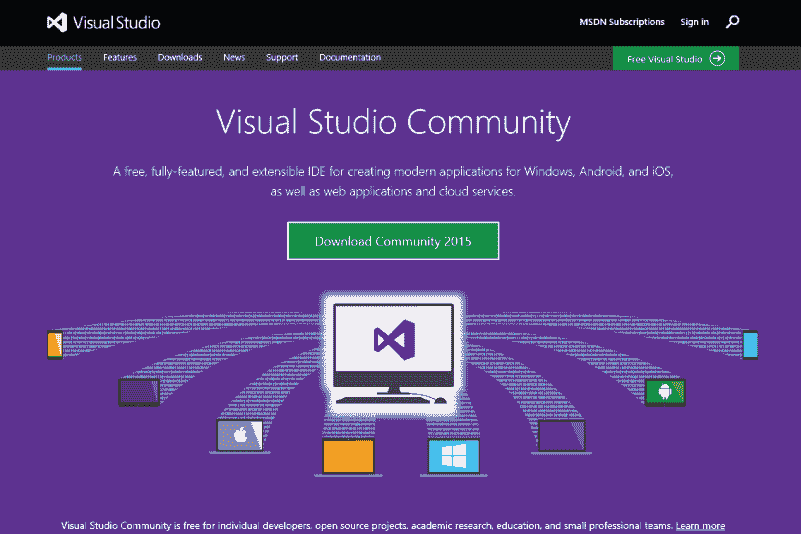 Visual Studio
MSDN Subscriptions Sign in
Products Features Downloads News Support Documentation
Free Visual Studio
Visual Studio Community
A free, fully-featured, and extensible IDE for creating modern applications for Windows, Android, and iOS,
as well as web applications and cloud services.
Download Community 2015
Visual Studio Community is free for individual developers, open source projects, academic research, education, and small professional teams. Learn more